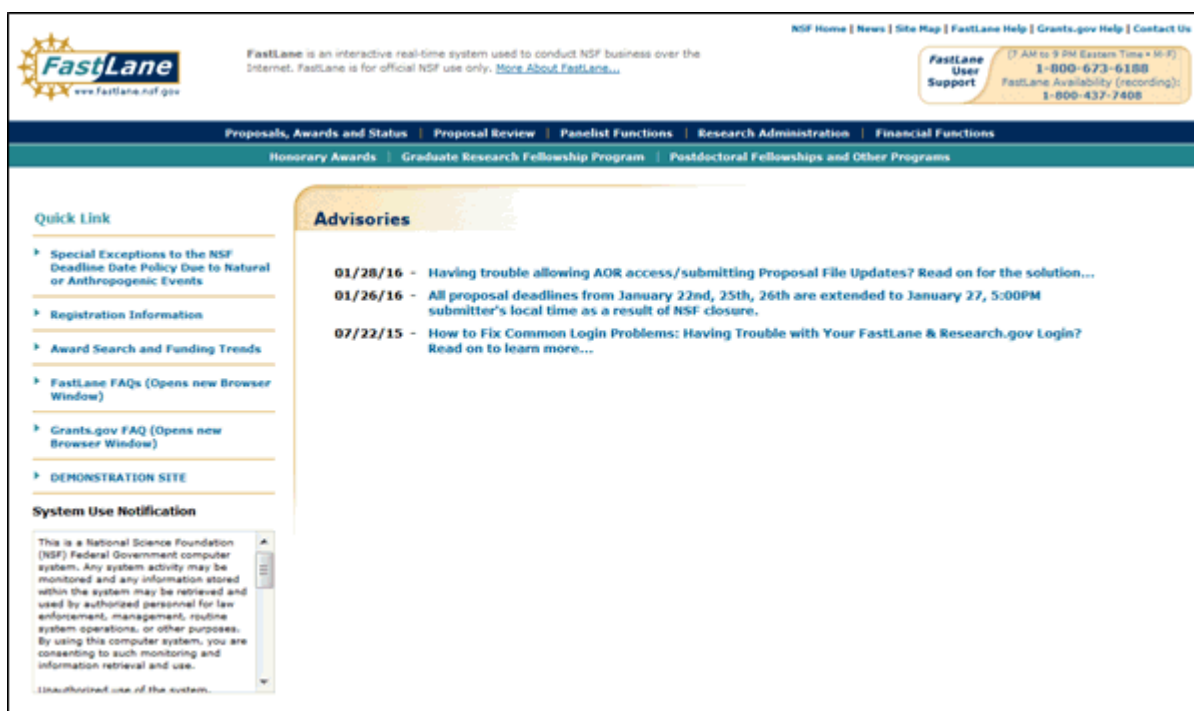 NSF Home | News | Site Map | FastLane Help | Grants.gov Help | Contact Us
FastLane
www.fastlane.nsf.gov
FastLane is an interactive real-time system used to conduct NSF business over the
Internet. FastLane is for official NSF use only. More About FastLane...
FastLane
User
Support
(7 AM to 9 PM Eastern Time • M-F)
1-800-673-6188
FastLane Availability (recording):
1-800-437-7408
Proposals, Awards and Status | Proposal Review | Panelist Functions | Research Administration | Financial Functions
Honorary Awards | Graduate Research Fellowship Program | Postdoctoral Fellowships and Other Programs
Quick Link
Special Exceptions to the NSF
Deadline Date Policy Due to Natural
or Anthropogenic Events
Registration Information
Award Search and Funding Trends
FastLane FAQs (Opens new Browser
Window)
Grants.gov FAQ (Opens new
Browser Window)
DEMONSTRATION SITE
System Use Notification
This is a National Science Foundation
(NSF) Federal Government computer
system. Any system activity may be
monitored and any information stored
within the system may be retrieved and
used by authorized personnel for law
enforcement, management, routine
system operations, or other purposes.
By using this computer system, you are
consenting to such monitoring and
information retrieval and use.
Unauthorized use of the system,
Advisories
01/28/16 - Having trouble allowing AOR access/submitting Proposal File Updates? Read on for the solution...
01/26/16 - All proposal deadlines from January 22nd, 25th, 26th are extended to January 27, 5:00PM
submitter's local time as a result of NSF closure.
07/22/15 - How to Fix Common Login Problems: Having Trouble with Your FastLane & Research.gov Login?
Read on to learn more...